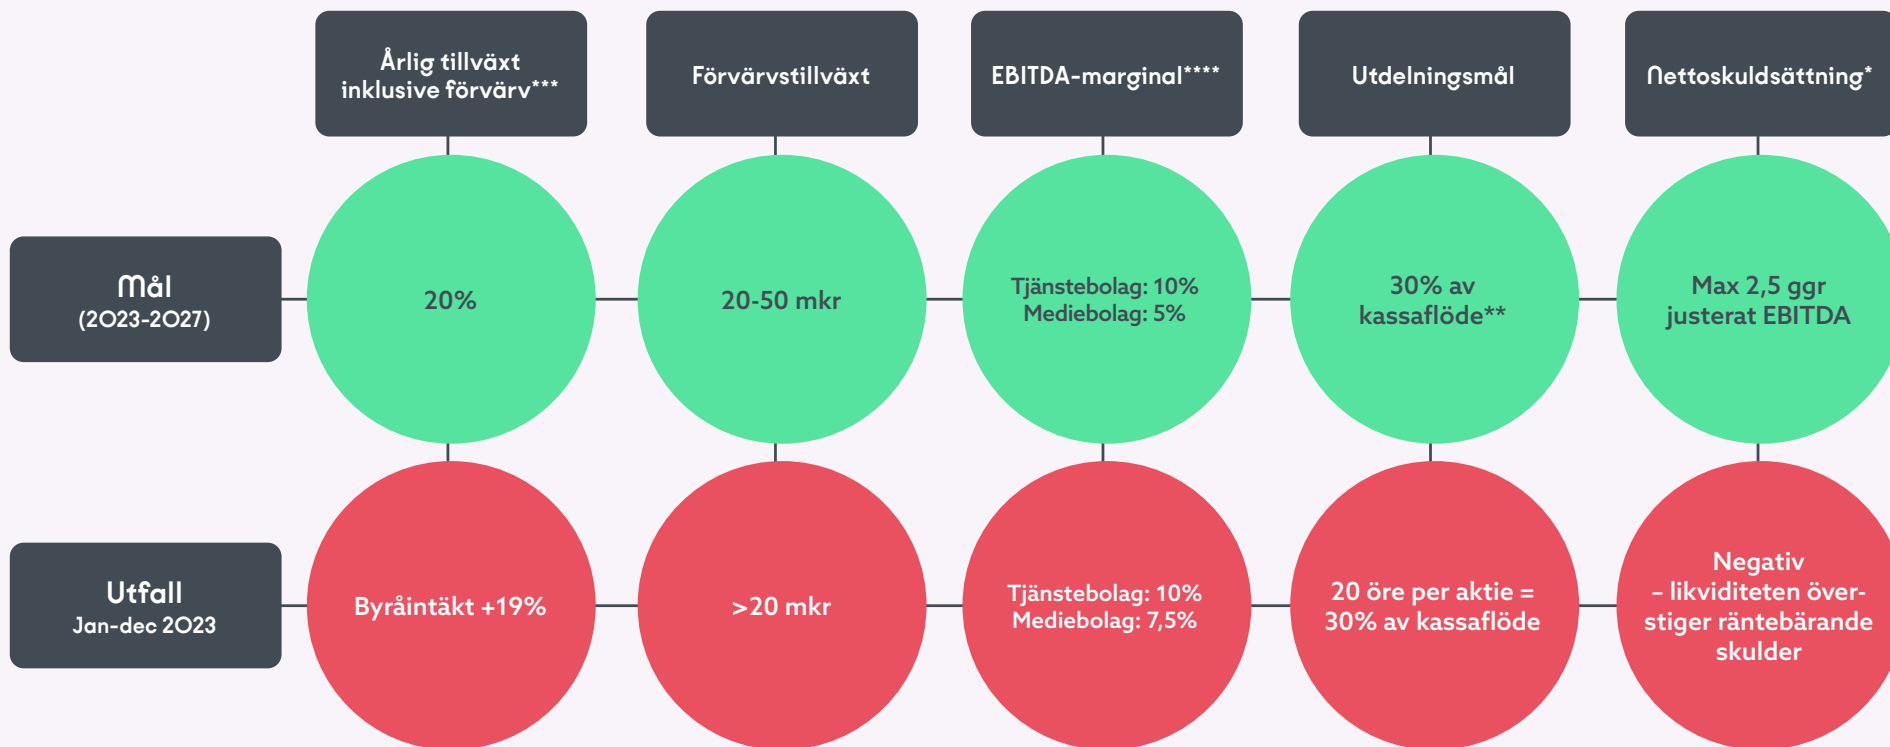 Årlig tillväxt
inklusive förvärv***
Förvärvstillväxt
EBITDA-marginal****
Utdelningsmål
Nettoskuldsättning*
Mål
(2023-2027)
20%
20-50 mkr
Tjänstebolag: 10%
Mediebolag: 5%
30% av
kassaflöde**
Max 2,5 ggr
justerat EBITDA
Utfall
Jan-dec 2023
Byråintäkt +19%
>20 mkr
Tjänstebolag: 10%
Mediebolag: 7,5%
20 öre per aktie =
30% av kassaflöde
Negativ
– likviditeten över-
stiger räntebärande
skulder